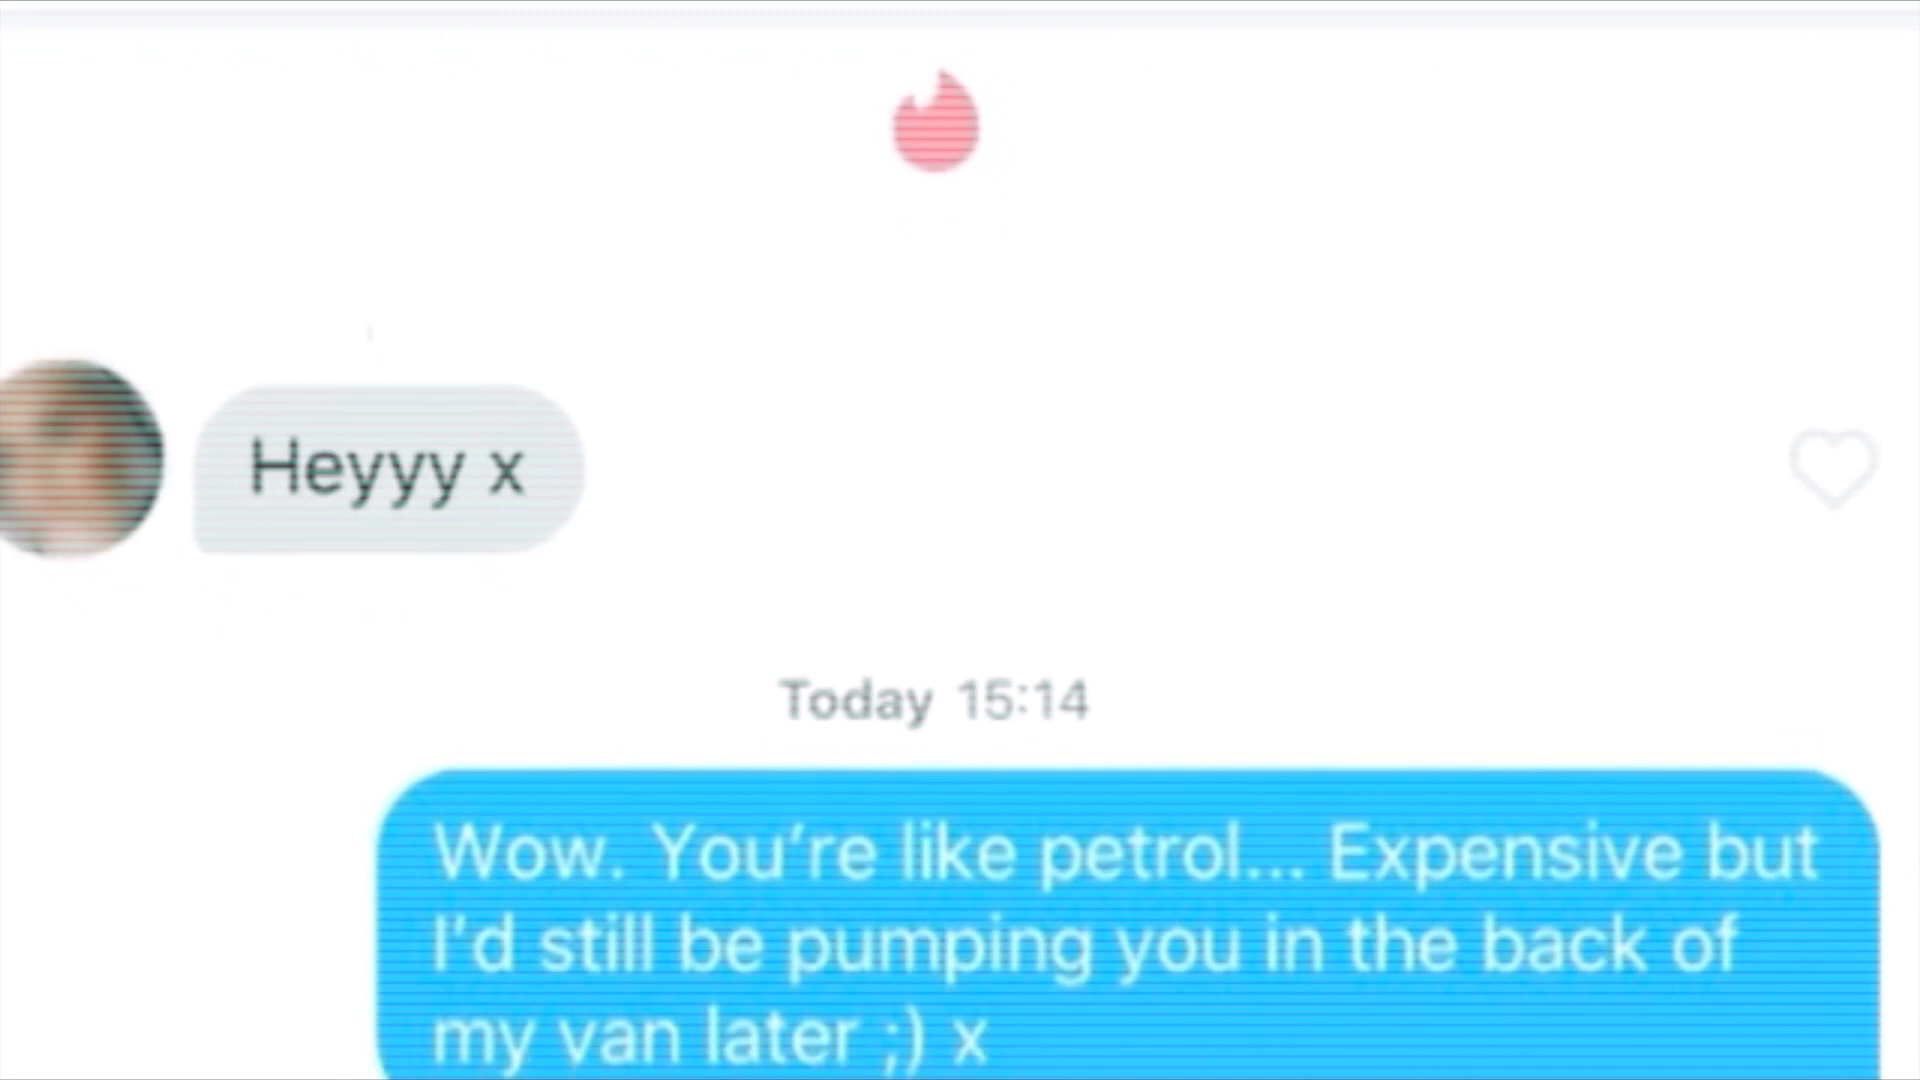 Heyyy x
Today 15:14
Wow. You’re like petrol... Expensive but
I’d still be pumping you in the back of
my van later ;) x